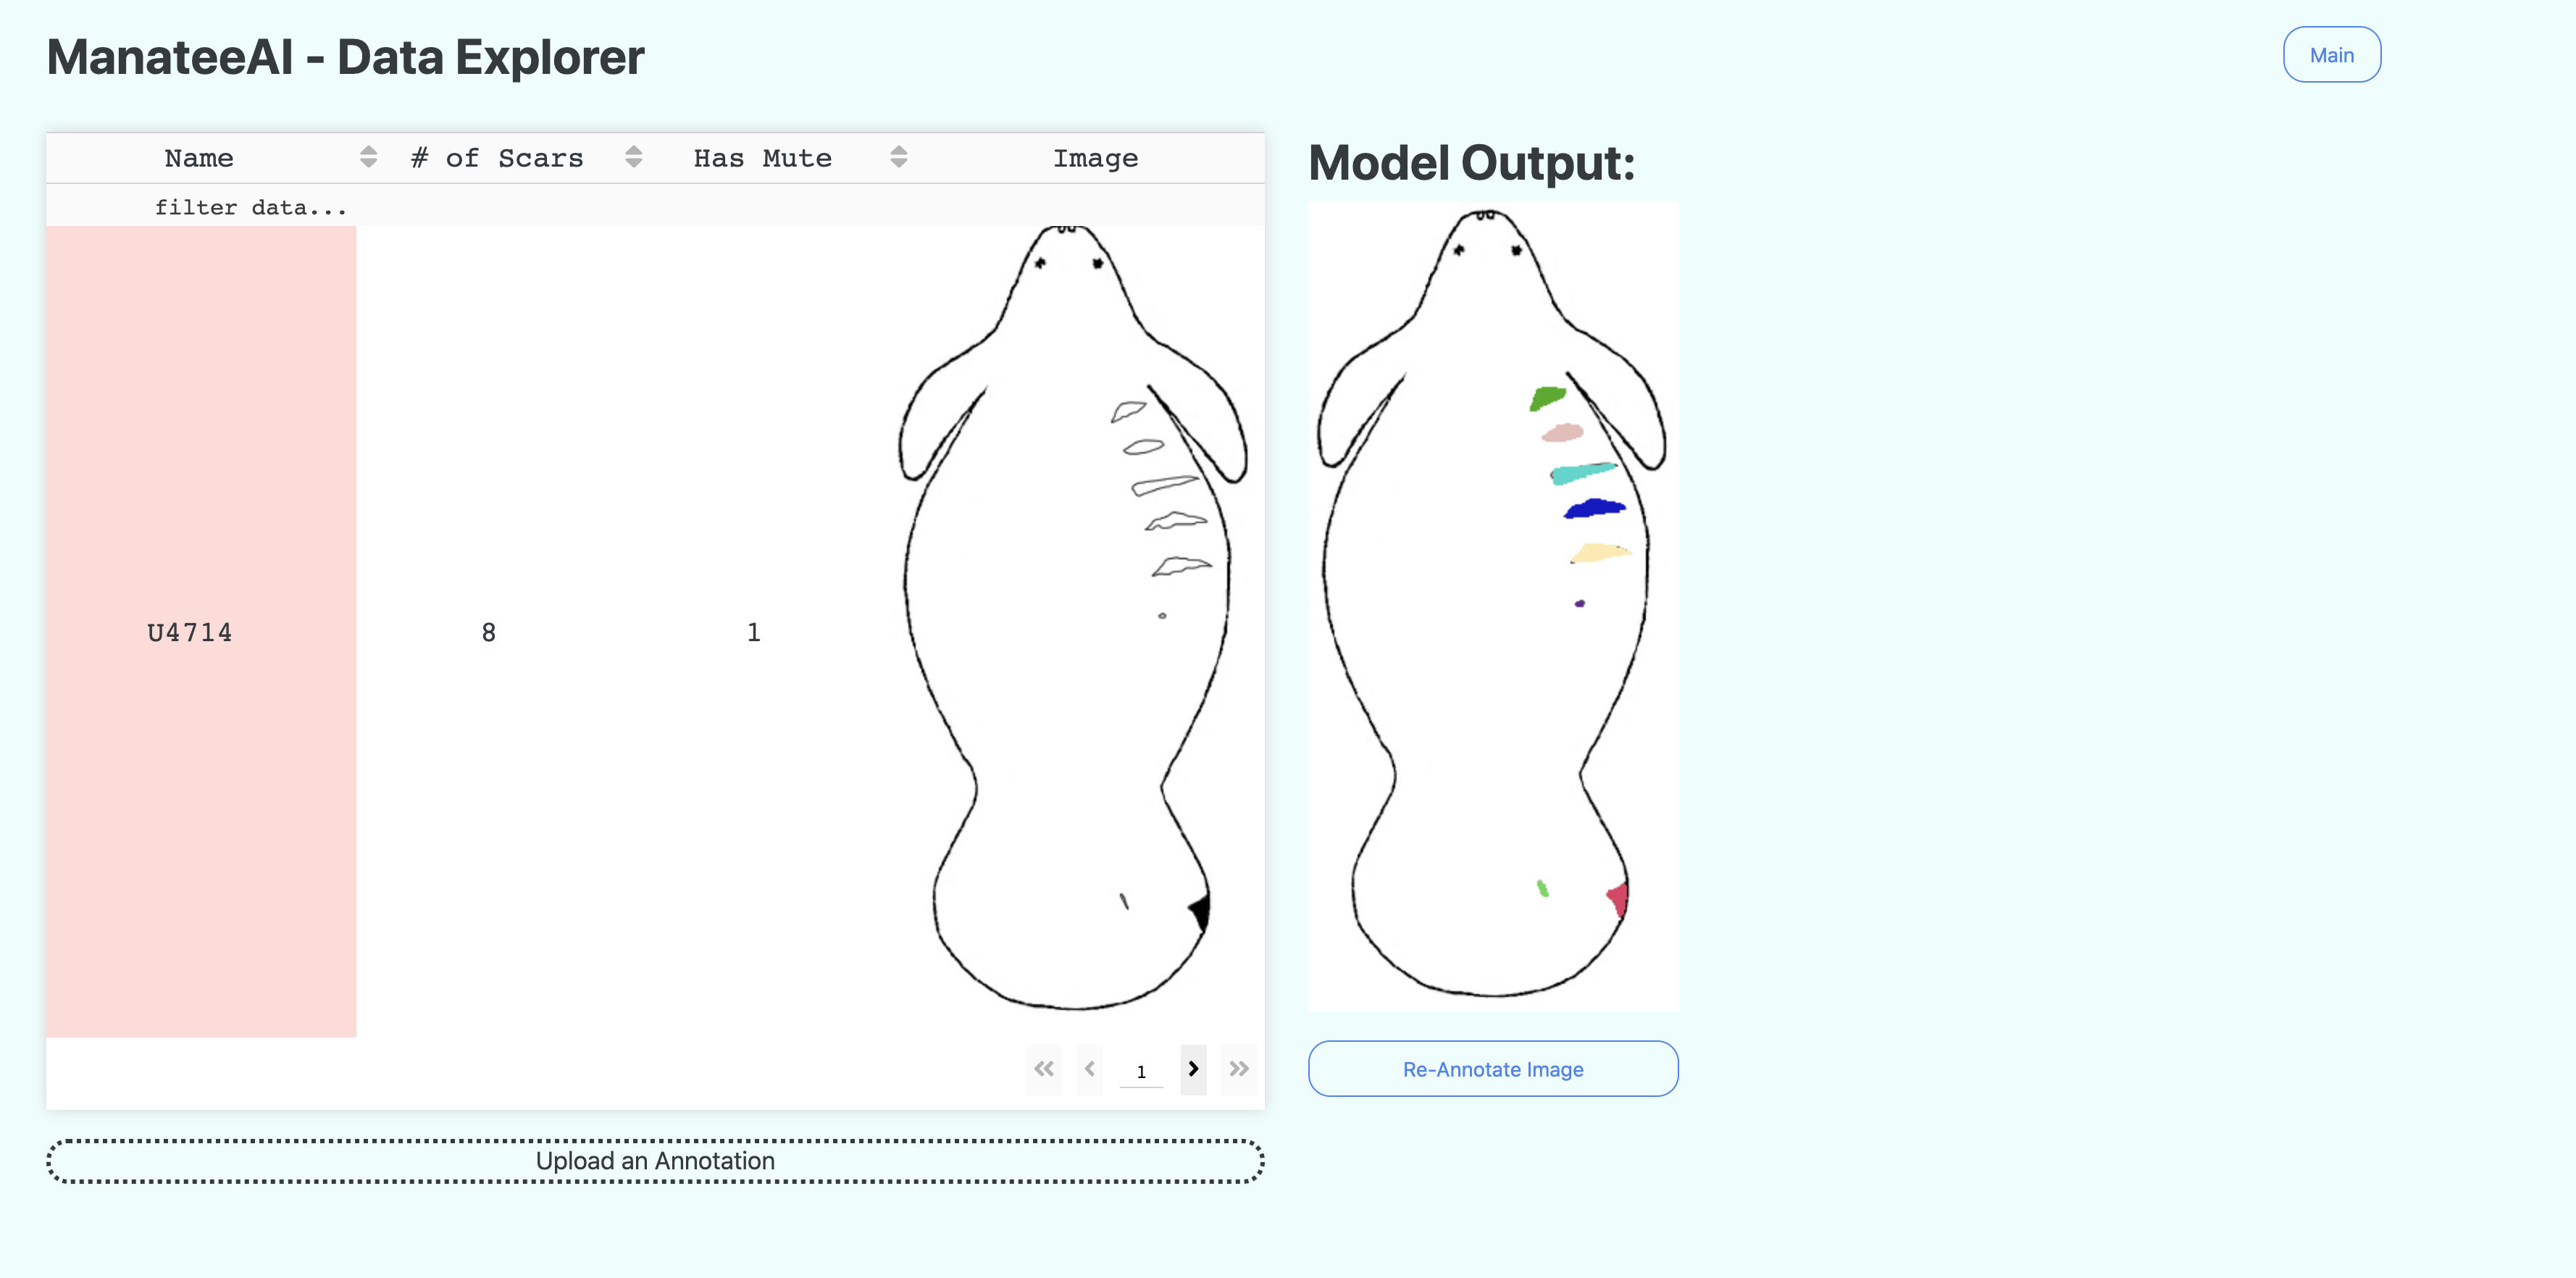 ManateeAI - Data Explorer
Main
Name
# of Scars
Has Mute
Image
filter data...
U4714
8
1
1
Upload an Annotation
Model Output:
Re-Annotate Image